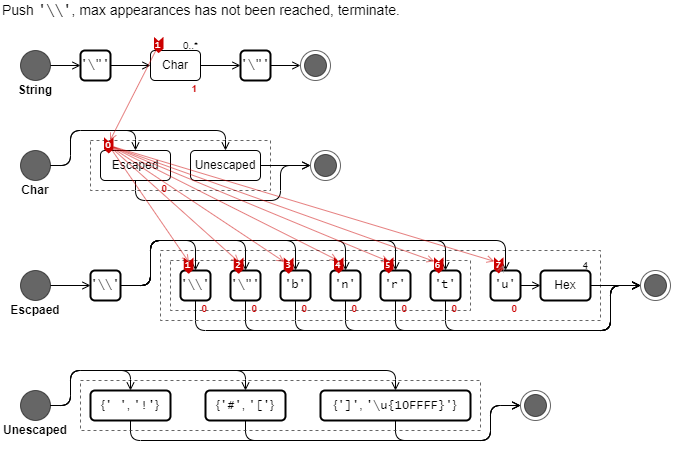 Push '\\', max appearances has not been reached, terminate.
1
0..*
'\"'
Char
'\"'
String
1
0
Escaped
Unescaped
0
Char
1
2
3
4
5
6
7
4
'\\'
'\\'
'\"'
'b'
'n'
'r'
't'
'u'
Hex
Escpaed
0
0
0
0
0
0
0
{' ','!'}
{'#','['}
{']','\u{10FFFF}'}
Unescaped